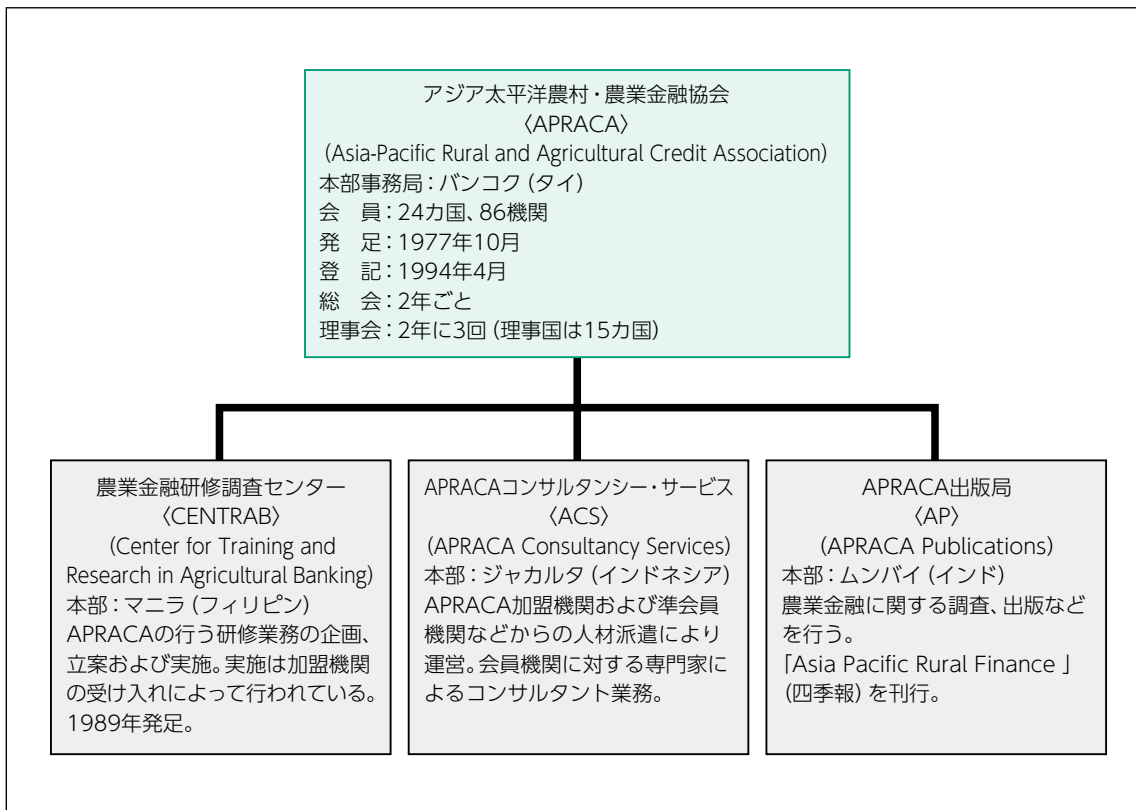 アジア太平洋農村・農業金融協会
〈APRACA〉
(Asia-Pacific Rural and Agricultural Credit Association)
本部事務局：バンコク（タイ）
会　員：24カ国、86機関
発　足：1977年10月
登　記：1994年4月
総　会：2年ごと
理事会：2年に3回（理事国は15カ国）
農業金融研修調査センター
〈CENTRAB〉
(Center for Training and
Research in Agricultural Banking)
本部：マニラ（フィリピン）
APRACAの行う研修業務の企画、
立案および実施。実施は加盟機関
の受け入れによって行われている。
1989年発足。
APRACAコンサルタンシー・サービス
〈ACS〉
(APRACA Consultancy Services)
本部：ジャカルタ（インドネシア）
APRACA加盟機関および準会員
機関などからの人材派遣により
運営。会員機関に対する専門家に
よるコンサルタント業務。
APRACA出版局
〈AP〉
(APRACA Publications)
本部：ムンバイ（インド）
農業金融に関する調査、出版など
を行う。
「Asia Pacific Rural Finance 」
（四季報）を刊行。